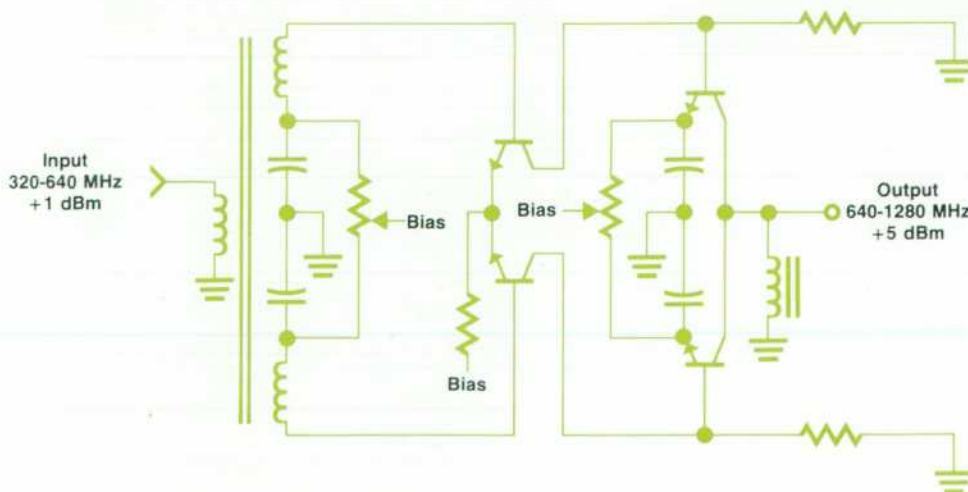 Input
320-640 MHz
+1 dBm
Bias
Bias
Bias
Output
640-1280 MHz
+5 dBm